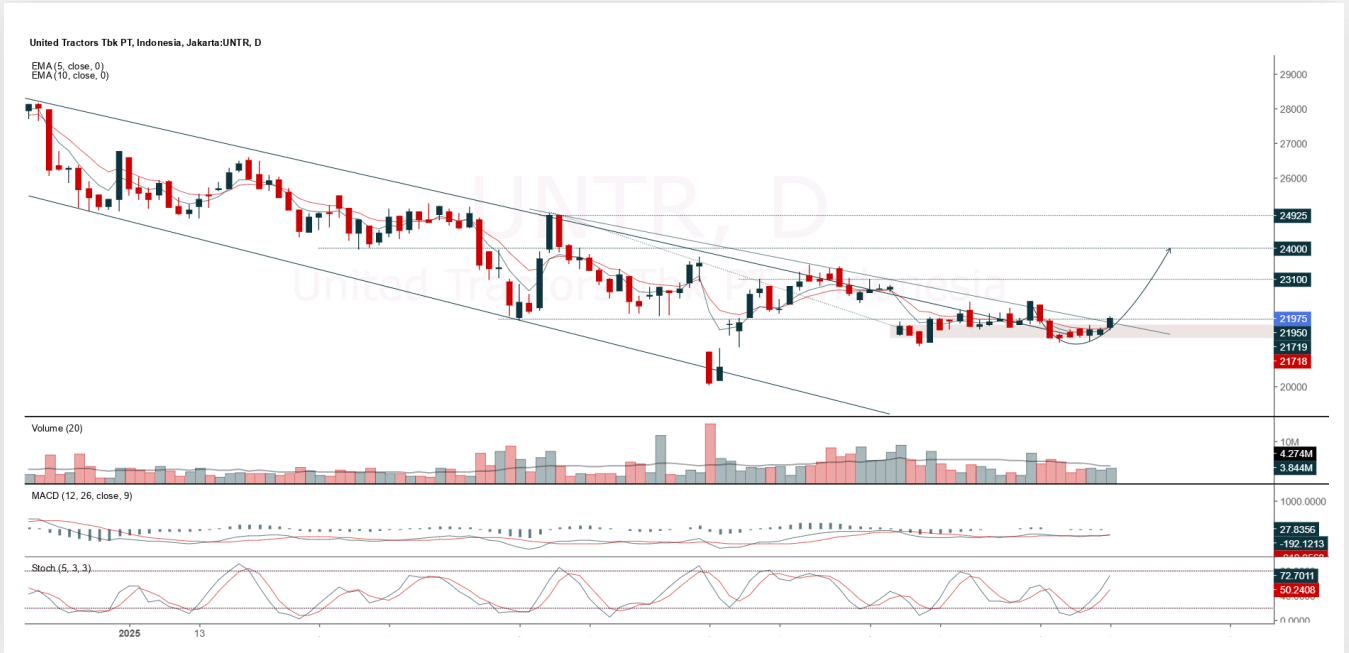 United Tractors Tbk PT, Indonesia, Jakarta:UNTR, D
EMA (5, close, 0)
EMA (10, close, 0)
UNTR, D
United Tractors Tbk PT, Indonesia
29000
28000
27000
26000
24925
24000
23100
21975
21950
21719
21718
20000
Volume (20)
10M
4.274M
3.844M
MACD (12, 26, close, 9)
1000.0000
27.8356
-192.1213
Stoch (5, 3, 3)
72.7011
50.2408
0.0000
2025
13